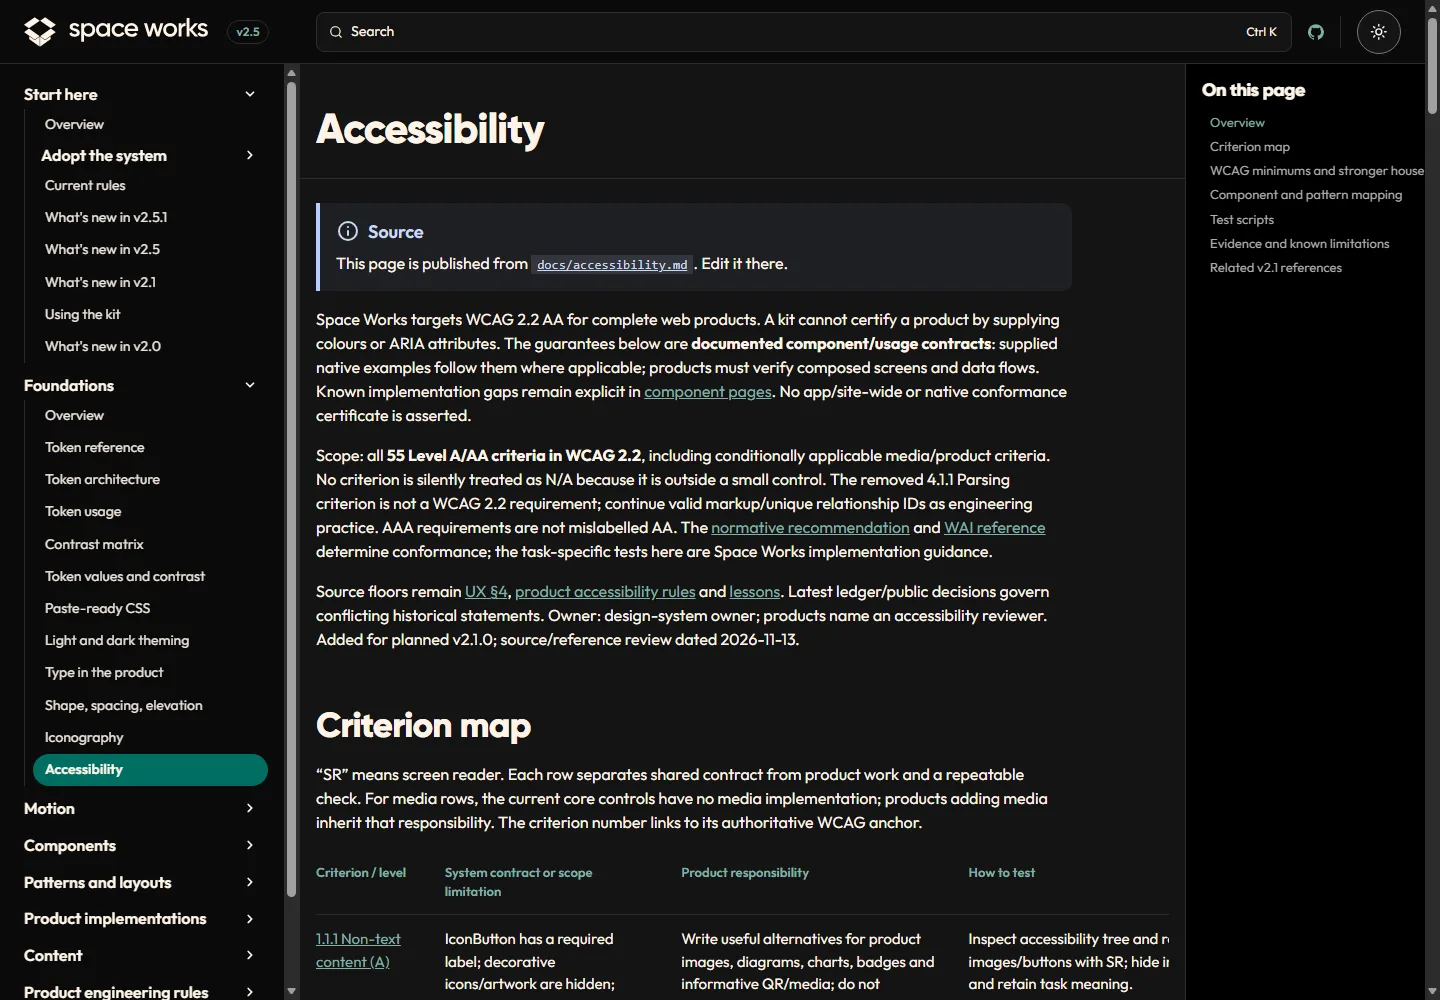 space works
v2.5
Search
Ctrl K
Start here
Overview
Adopt the system
Current rules
What's new in v2.5.1
What's new in v2.5
What's new in v2.1
Using the kit
What's new in v2.0
Foundations
Overview
Token reference
Token architecture
Token usage
Contrast matrix
Token values and contrast
Paste-ready CSS
Light and dark theming
Type in the product
Shape, spacing, elevation
Iconography
Accessibility
Motion
Components
Patterns and layouts
Product implementations
Content
Product engineering rules
Accessibility
Source
This page is published from docs/accessibility.md. Edit it there.
Space Works targets WCAG 2.2 AA for complete web products. A kit cannot certify a product by supplying
colours or ARIA attributes. The guarantees below are documented component/usage contracts: supplied
native examples follow them where applicable; products must verify composed screens and data flows.
Known implementation gaps remain explicit in component pages. No app/site-wide or native conformance
certificate is asserted.
Scope: all 55 Level A/AA criteria in WCAG 2.2, including conditionally applicable media/product criteria.
No criterion is silently treated as N/A because it is outside a small control. The removed 4.1.1 Parsing
criterion is not a WCAG 2.2 requirement; continue valid markup/unique relationship IDs as engineering
practice. AAA requirements are not mislabelled AA. The normative recommendation and WAI reference
determine conformance; the task-specific tests here are Space Works implementation guidance.
Source floors remain UX §4, product accessibility rules and lessons. Latest ledger/public decisions govern
conflicting historical statements. Owner: design-system owner; products name an accessibility reviewer.
Added for planned v2.1.0; source/reference review dated 2026-11-13.
Criterion map
“SR” means screen reader. Each row separates shared contract from product work and a repeatable
check. For media rows, the current core controls have no media implementation; products adding media
inherit that responsibility. The criterion number links to its authoritative WCAG anchor.
Criterion / level
System contract or scope
limitation
Product responsibility
How to test
1.1.1 Non-text
content (A)
IconButton has a required
label; decorative
icons/artwork are hidden;
Write useful alternatives for product
images, diagrams, charts, badges and
informative QR/media; do not
Inspect accessibility tree and
images/buttons with SR; hide
and retain task meaning.
On this page
Overview
Criterion map
WCAG minimums and stronger house
Component and pattern mapping
Test scripts
Evidence and known limitations
Related v2.1 references